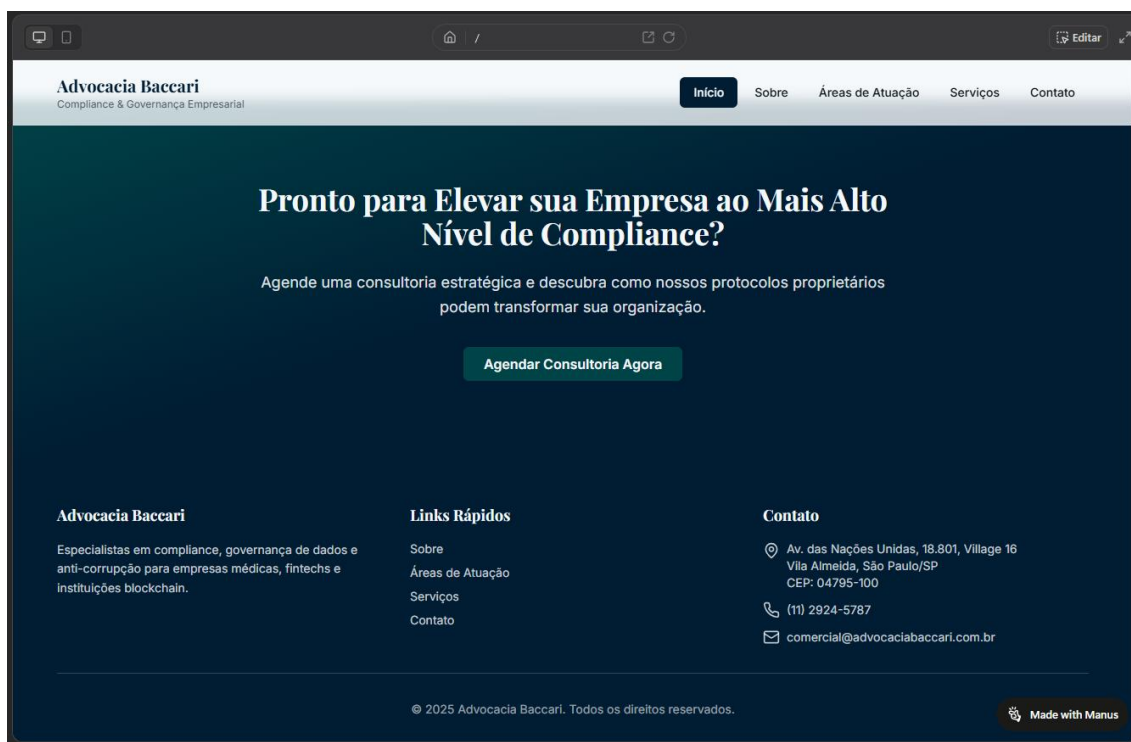 /
Editar
Advocacia Baccari
Compliance & Governança Empresarial
Início
Sobre
Áreas de Atuação
Serviços
Contato
Pronto para Elevar sua Empresa ao Mais Alto
Nível de Compliance?
Agende uma consultoria estratégica e descubra como nossos protocolos proprietários
podem transformar sua organização.
Agendar Consultoria Agora
Advocacia Baccari
Especialistas em compliance, governança de dados e
anti-corrupção para empresas médicas, fintechs e
instituições blockchain.
Links Rápidos
Sobre
Áreas de Atuação
Serviços
Contato
Contato
Av. das Nações Unidas, 18.801, Village 16
Vila Almeida, São Paulo/SP
CEP: 04795-100
(11) 2924-5787
comercial@advocaciabaccari.com.br
© 2025 Advocacia Baccari. Todos os direitos reservados.
Made with Manus